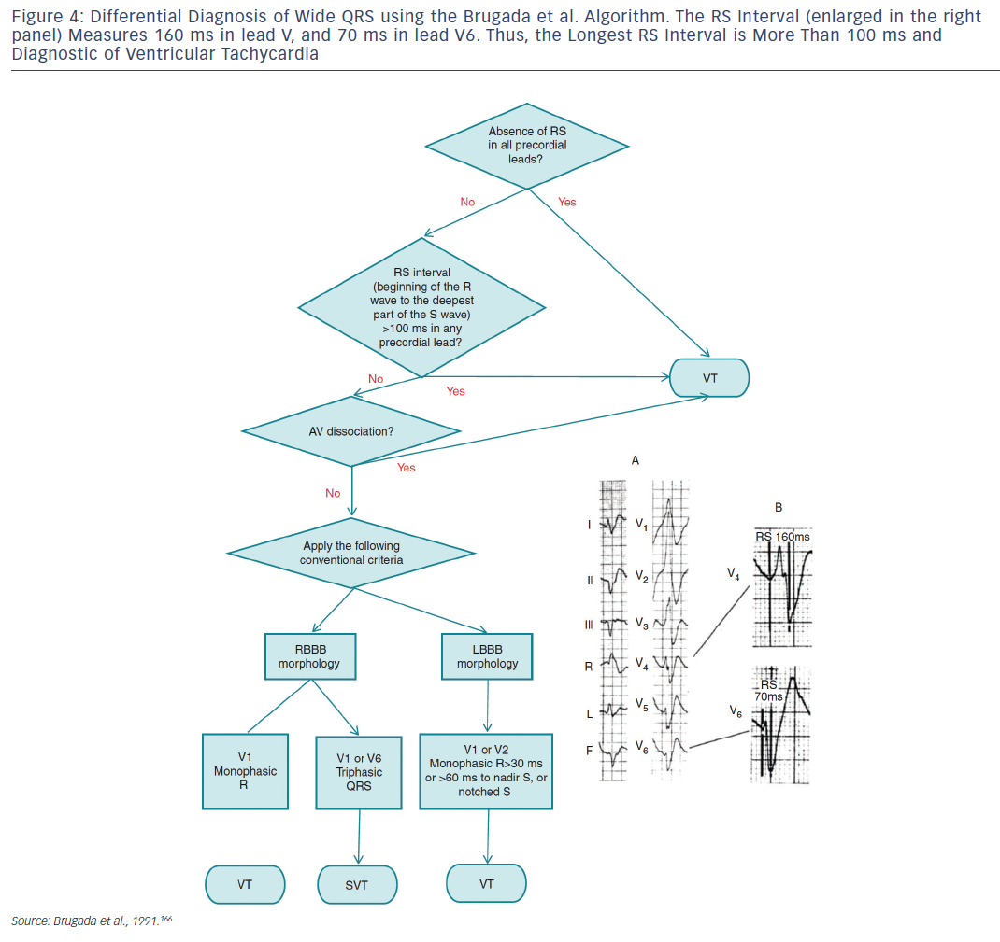 Figure 4: Differential Diagnosis of Wide QRS using the Brugada et al. Algorithm. The RS Interval (enlarged in the right
panel) Measures 160 ms in lead V, and 70 ms in lead V6. Thus, the Longest RS Interval is More Than 100 ms and
Diagnostic of Ventricular Tachycardia
Absence of RS
in all precordial
leads?
No
Yes
RS interval
(beginning of the R
wave to the deepest
part of the S wave)
>100 ms in any
precordial lead?
VT
No
Yes
AV dissociation?
Yes
No
Apply the following
conventional criteria
RBBB
morphology
LBBB
morphology
V1
Monophasic
R
V1 or V6
Triphasic
QRS
V1 or V2
Monophasic R>30 ms
or >60 ms to nadir S, or
notched S
VT
SVT
VT
A
I
II
III
R
L
F
V1
V2
V3
V4
V5
V6
B
RS 160ms
V4
RS
70ms
V6
Source: Brugada et al., 1991.166